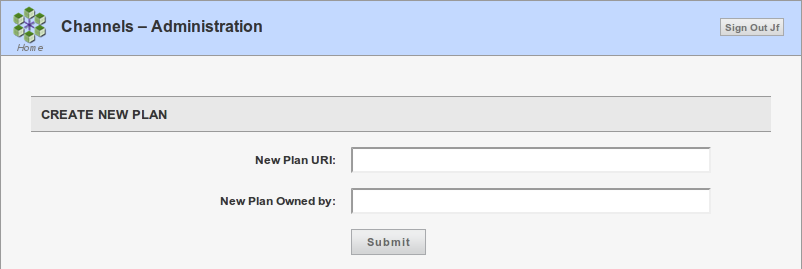 Channels – Administration
Sign Out Jf
Home
CREATE NEW PLAN
New Plan URI:
New Plan Owned by:
Submit